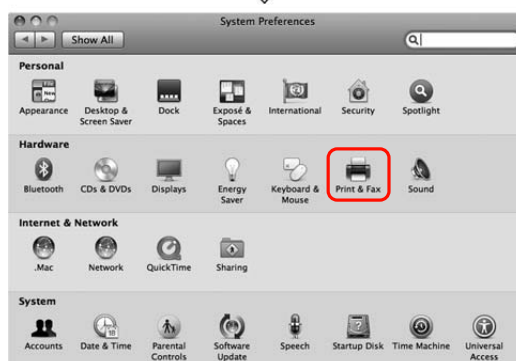 System Preferences
Show All
Personal
Appearance
Desktop &
Screen Saver
Dock
Exposé &
Spaces
International
Security
Spotlight
Hardware
Bluetooth
CDs & DVDs
Displays
Energy
Saver
Keyboard &
Mouse
Print & Fax
Sound
Internet & Network
.Mac
Network
QuickTime
Sharing
System
Accounts
Date & Time
Parental
Controls
Software
Update
Speech
Startup Disk
Time Machine
Universal
Access